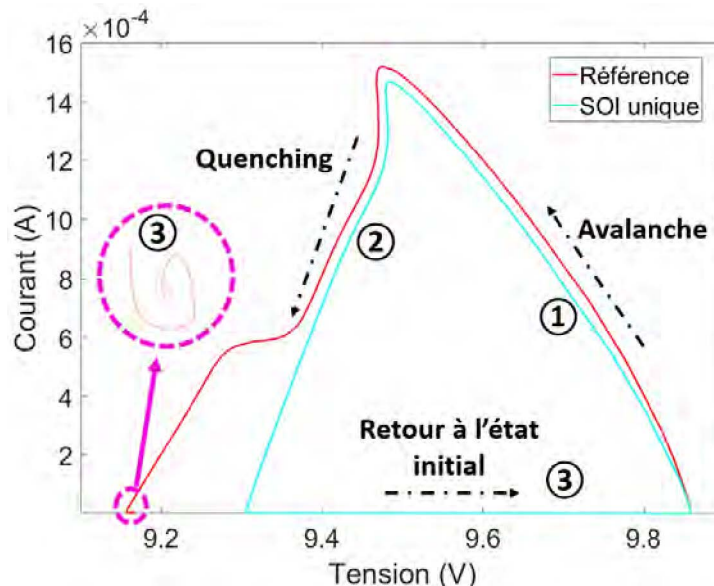 ×10⁻⁴
16
14
12
10
8
6
4
2
Courant (A)
Référence
SOI unique
Quenching
Avalanche
③
②
①
Retour à l'état
initial
③
9.2
9.4
9.6
9.8
Tension (V)